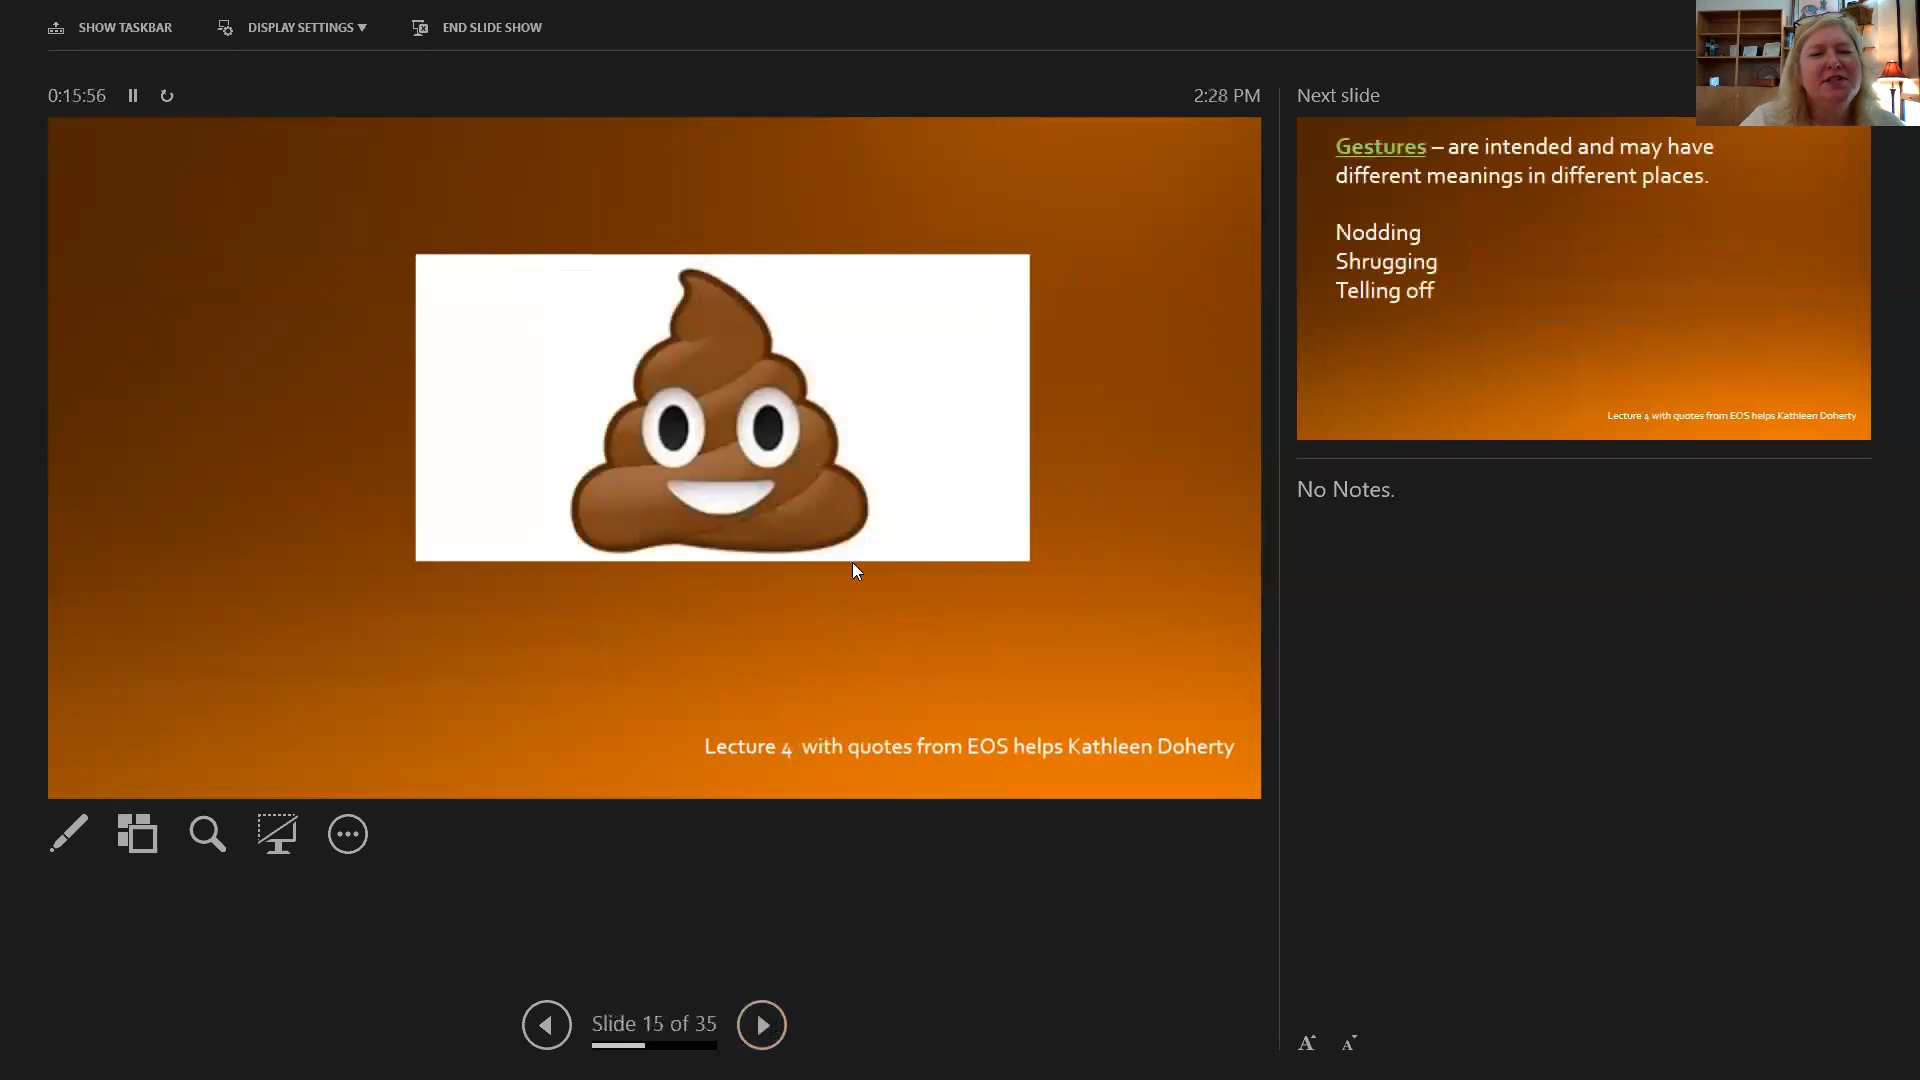 SHOW TASKBAR
DISPLAY SETTINGS ▼
END SLIDE SHOW
0:15:56
2:28 PM
Next slide
Gestures – are intended and may have
different meanings in different places.
Nodding
Shrugging
Telling off
Lecture 4 with quotes from EOS helps Kathleen Doherty
No Notes.
Lecture 4 with quotes from EOS helps Kathleen Doherty
Slide 15 of 35
A
A